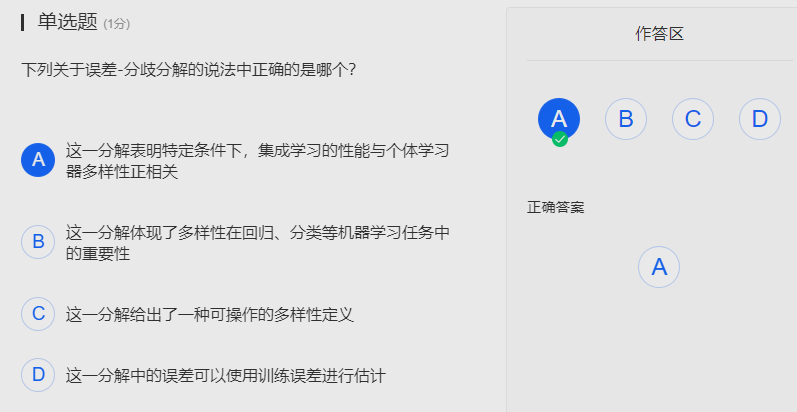 单选题 (1分)
下列关于误差-分歧分解的说法中正确的是哪个?
A 这一分解表明特定条件下，集成学习的性能与个体学习
器多样性正相关
B 这一分解体现了多样性在回归、分类等机器学习任务中
的重要性
C 这一分解给出了一种可操作的多样性定义
D 这一分解中的误差可以使用训练误差进行估计
作答区
A B C D
正确答案
A